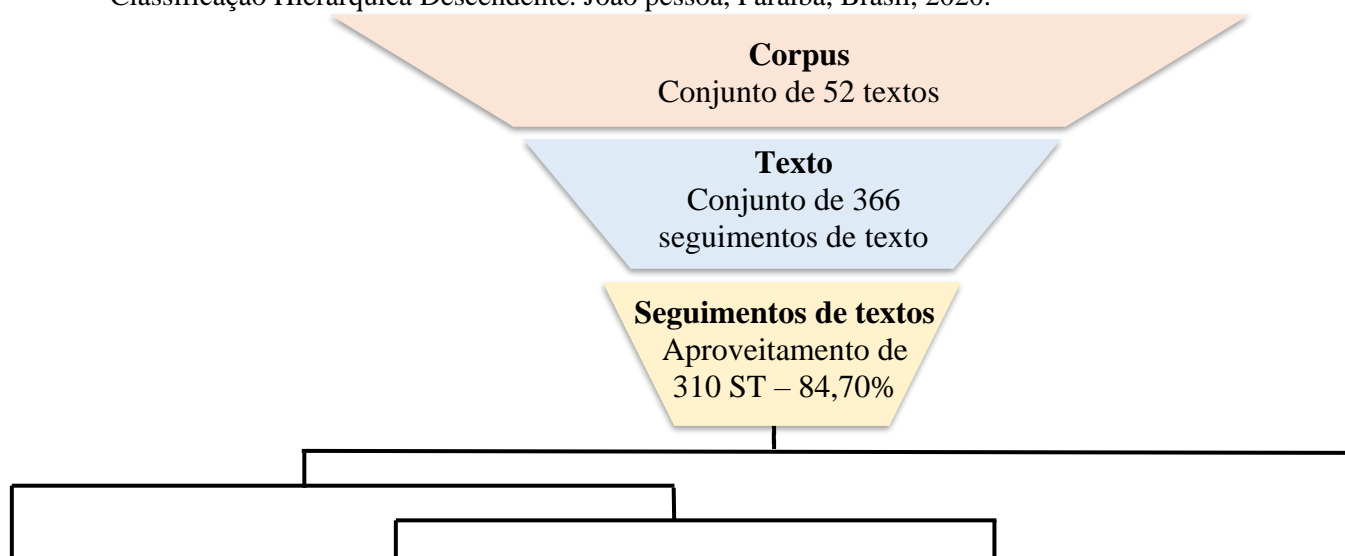 Classificação Hierárquica Descendente. João pessoa, Paraíba, Brasil, 2020.
Corpus
Conjunto de 52 textos
Texto
Conjunto de 366
seguimentos de texto
Seguimentos de textos
Aproveitamento de
310 ST – 84,70%